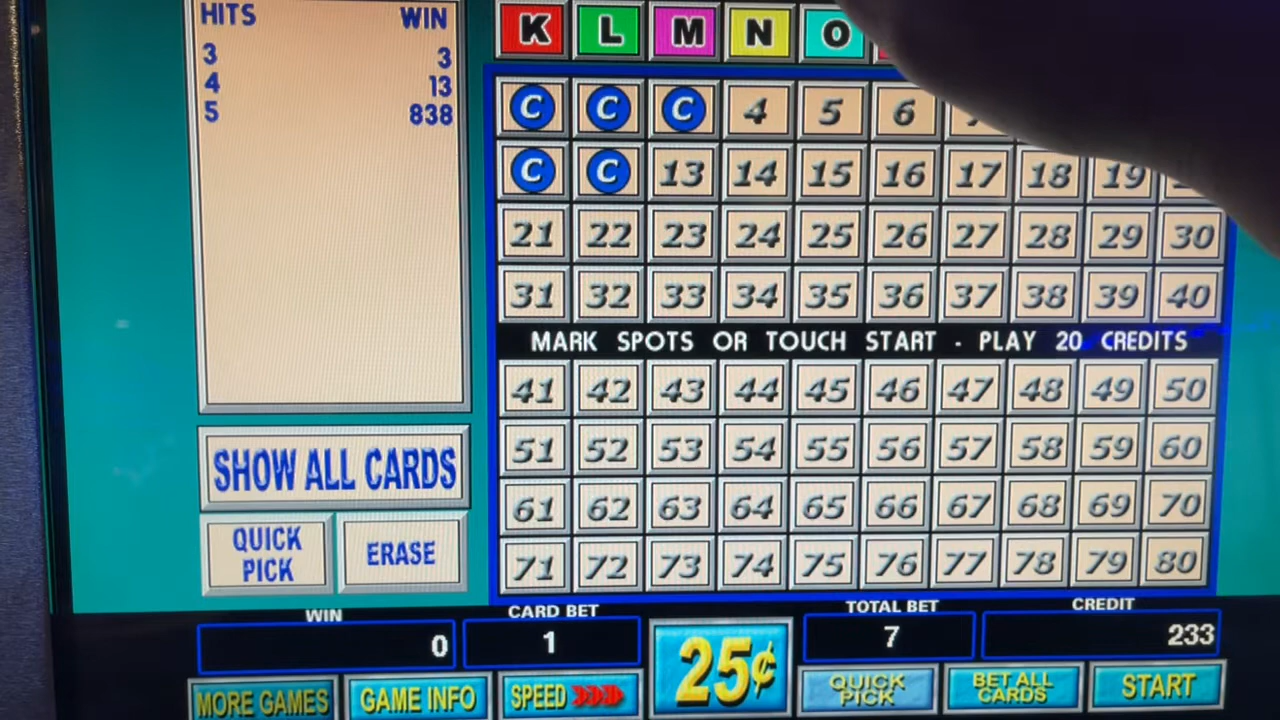 HITS WIN
3 3
4 13
5 838
K L M N O
C C C 4 5 6
C C 13 14 15 16 17 18 19
21 22 23 24 25 26 27 28 29 30
31 32 33 34 35 36 37 38 39 40
MARK SPOTS OR TOUCH START - PLAY 20 CREDITS
41 42 43 44 45 46 47 48 49 50
51 52 53 54 55 56 57 58 59 60
61 62 63 64 65 66 67 68 69 70
71 72 73 74 75 76 77 78 79 80
SHOW ALL CARDS
QUICK PICK
ERASE
WIN CARD BET TOTAL BET CREDIT
0 1 7 233
MORE GAMES GAME INFO SPEED 25¢ QUICK PICK BET ALL CARDS START